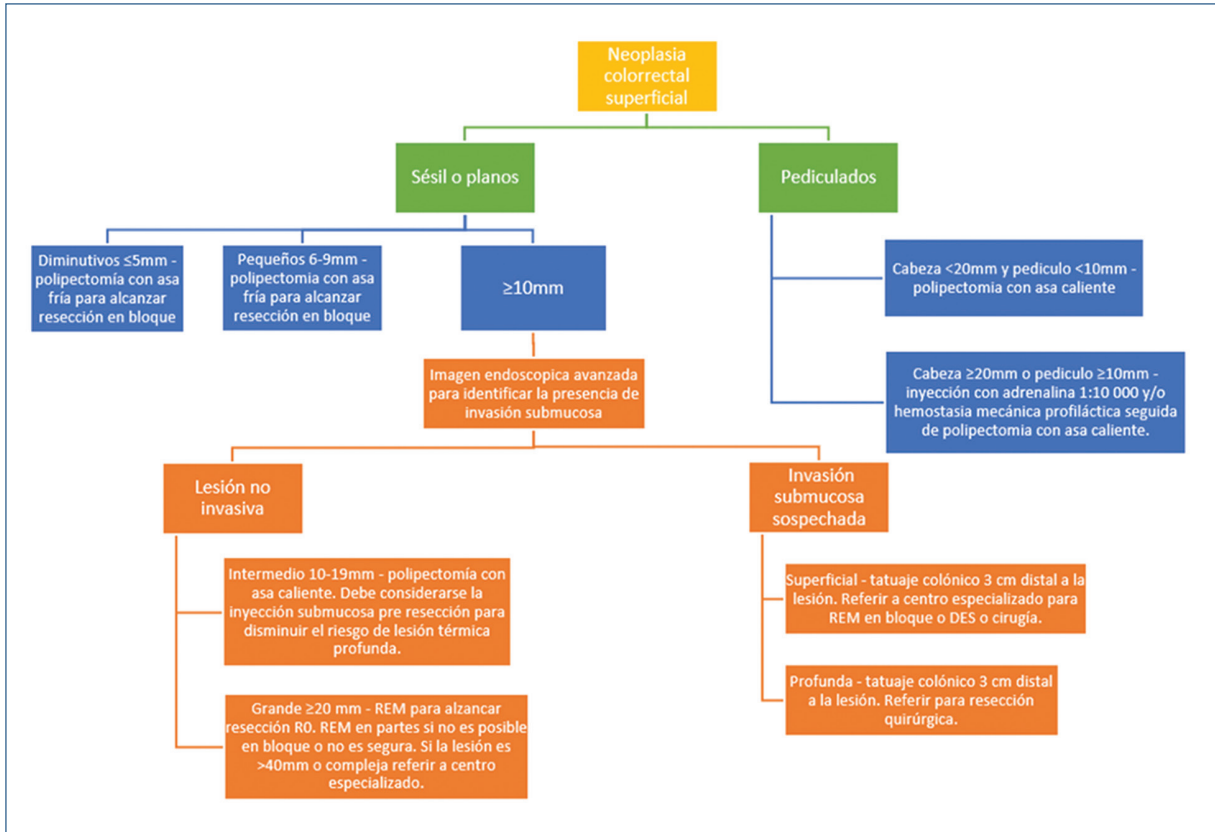 Neoplasia
colorrectal
superficial
Sésil o planos
Pediculados
Diminutivos ≤5mm -
polipectomía con asa
fría para alcanzar
resección en bloque
Pequeños 6-9mm -
polipectomia con asa
fría para alcanzar
resección en bloque
≥10mm
Cabeza <20mm y pediculo <10mm -
polipectomia con asa caliente
Cabeza ≥20mm o pediculo ≥10mm -
inyección con adrenalina 1:10 000 y/o
hemostasia mecánica profiláctica seguida
de polipectomia con asa caliente.
Imagen endoscopica avanzada
para identificar la presencia de
invasión submucosa
Lesión no
invasiva
Invasión
submucosa
sospechada
Intermedio 10-19mm - polipectomía con
asa caliente. Debe considerarse la
inyección submucosa pre resección para
disminuir el riesgo de lesión térmica
profunda.
Grande ≥20 mm - REM para alzancar
resección R0. REM en partes si no es posible
en bloque o no es segura. Si la lesión es
>40mm o compleja referir a centro
especializado.
Superficial - tatuaje colónico 3 cm distal a la
lesión. Referir a centro especializado para
REM en bloque o DES o cirugía.
Profunda - tatuaje colónico 3 cm distal
a la lesión. Referir para resección
quirúrgica.